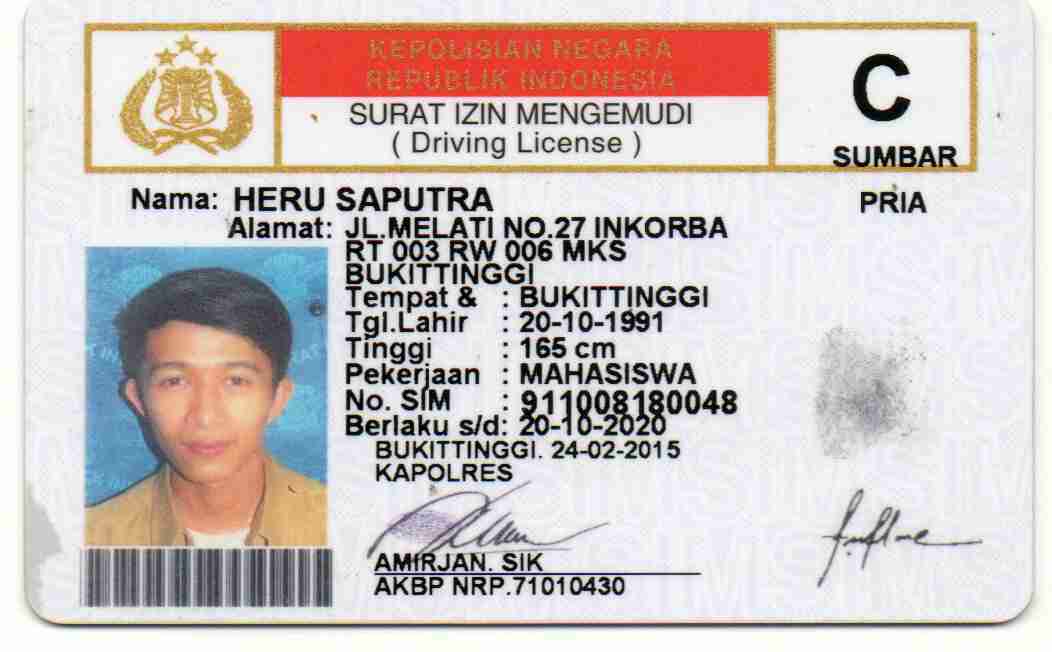 KEPOLISIAN NEGARA
REPUBLIK INDONESIA
SURAT IZIN MENGEMUDI
( Driving License )
C
SUMBAR
Nama: HERU SAPUTRA
PRIA
Alamat: JL.MELATI NO.27 INKORBA
RT 003 RW 006 MKS
BUKITTINGGI
Tempat & : BUKITTINGGI
Tgl.Lahir : 20-10-1991
Tinggi : 165 cm
Pekerjaan : MAHASISWA
No. SIM : 911008180048
Berlaku s/d: 20-10-2020
BUKITTINGGI. 24-02-2015
KAPOLRES
AMIRJAN. SIK
AKBP NRP.71010430